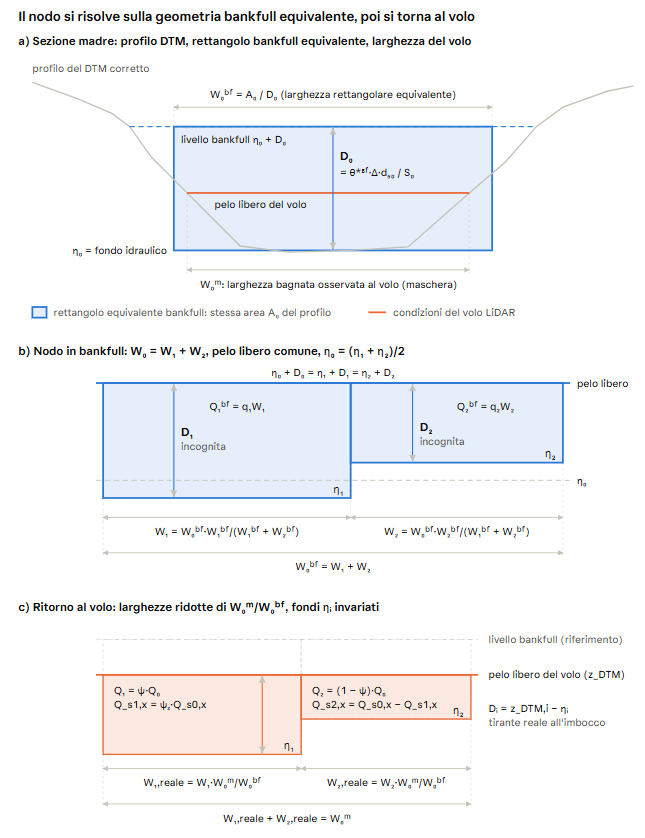 Il nodo si risolve sulla geometria bankfull equivalente, poi si torna al volo
a) Sezione madre: profilo DTM, rettangolo bankfull equivalente, larghezza del volo
profilo del DTM corretto
W₀ᵇᶠ = A₀ / D₀ (larghezza rettangolare equivalente)
livello bankfull η₀ + D₀
D₀
= θ*ᵍᶠ·Δ·d₅₀ / S₀
pelo libero del volo
η₀ = fondo idraulico
W₀ᵐ: larghezza bagnata osservata al volo (maschera)
rettangolo equivalente bankfull: stessa area A₀ del profilo
condizioni del volo LiDAR
b) Nodo in bankfull: W₀ = W₁ + W₂, pelo libero comune, η₀ = (η₁ + η₂)/2
η₀ + D₀ = η₁ + D₁ = η₂ + D₂
pelo libero
Q₁ᵇᶠ = q₁W₁
Q₂ᵇᶠ = q₂W₂
D₁
incognita
D₂
incognita
η₂
η₀
η₁
W₁ = W₀ᵇᶠ·W₁ᵇᶠ/(W₁ᵇᶠ + W₂ᵇᶠ)
W₂ = W₀ᵇᶠ·W₂ᵇᶠ/(W₁ᵇᶠ + W₂ᵇᶠ)
W₀ᵇᶠ = W₁ + W₂
c) Ritorno al volo: larghezze ridotte di W₀ᵐ/W₀ᵇᶠ, fondi ηᵢ invariati
livello bankfull (riferimento)
pelo libero del volo (z_DTM)
Q₁ = ψ·Q₀
Q_s1,x = ψₛ·Q_s0,x
Q₂ = (1 − ψ)·Q₀
Q_s2,x = Q_s0,x − Q_s1,x
η₂
Dᵢ = z_DTM,i − ηᵢ
tirante reale all'imbocco
η₁
W₁,reale = W₁·W₀ᵐ/W₀ᵇᶠ
W₂,reale = W₂·W₀ᵐ/W₀ᵇᶠ
W₁,reale + W₂,reale = W₀ᵐ